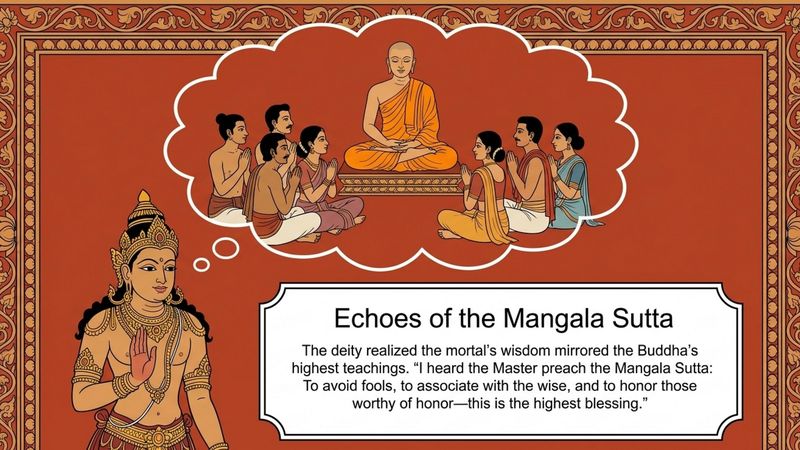 Echoes of the Mangala Sutta
The deity realized the mortal’s wisdom mirrored the Buddha’s
highest teachings. “I heard the Master preach the Mangala Sutta:
To avoid fools, to associate with the wise, and to honor those
worthy of honor—this is the highest blessing.”